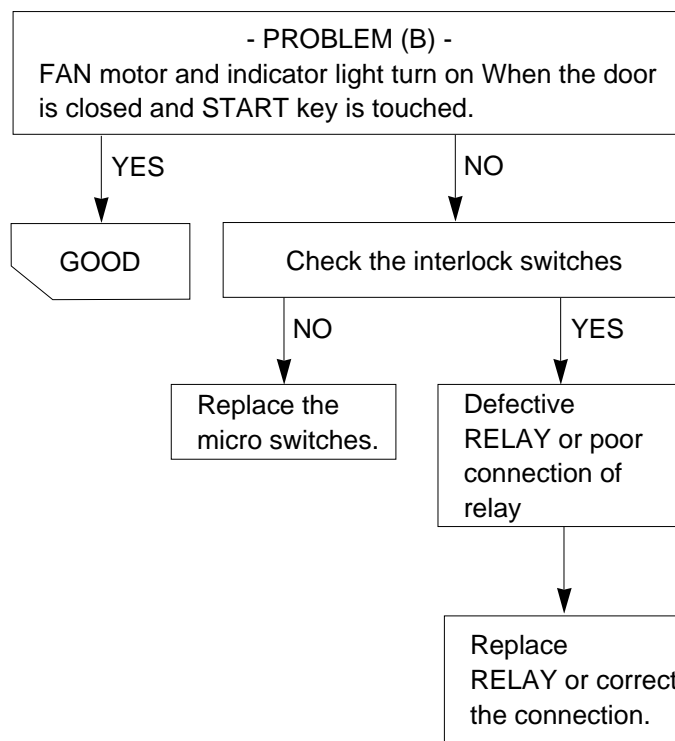 - PROBLEM (B) -
FAN motor and indicator light turn on When the door
is closed and START key is touched.
YES
NO
GOOD
Check the interlock switches
NO
YES
Replace the
micro switches.
Defective
RELAY or poor
connection of
relay
Replace
RELAY or correct
the connection.